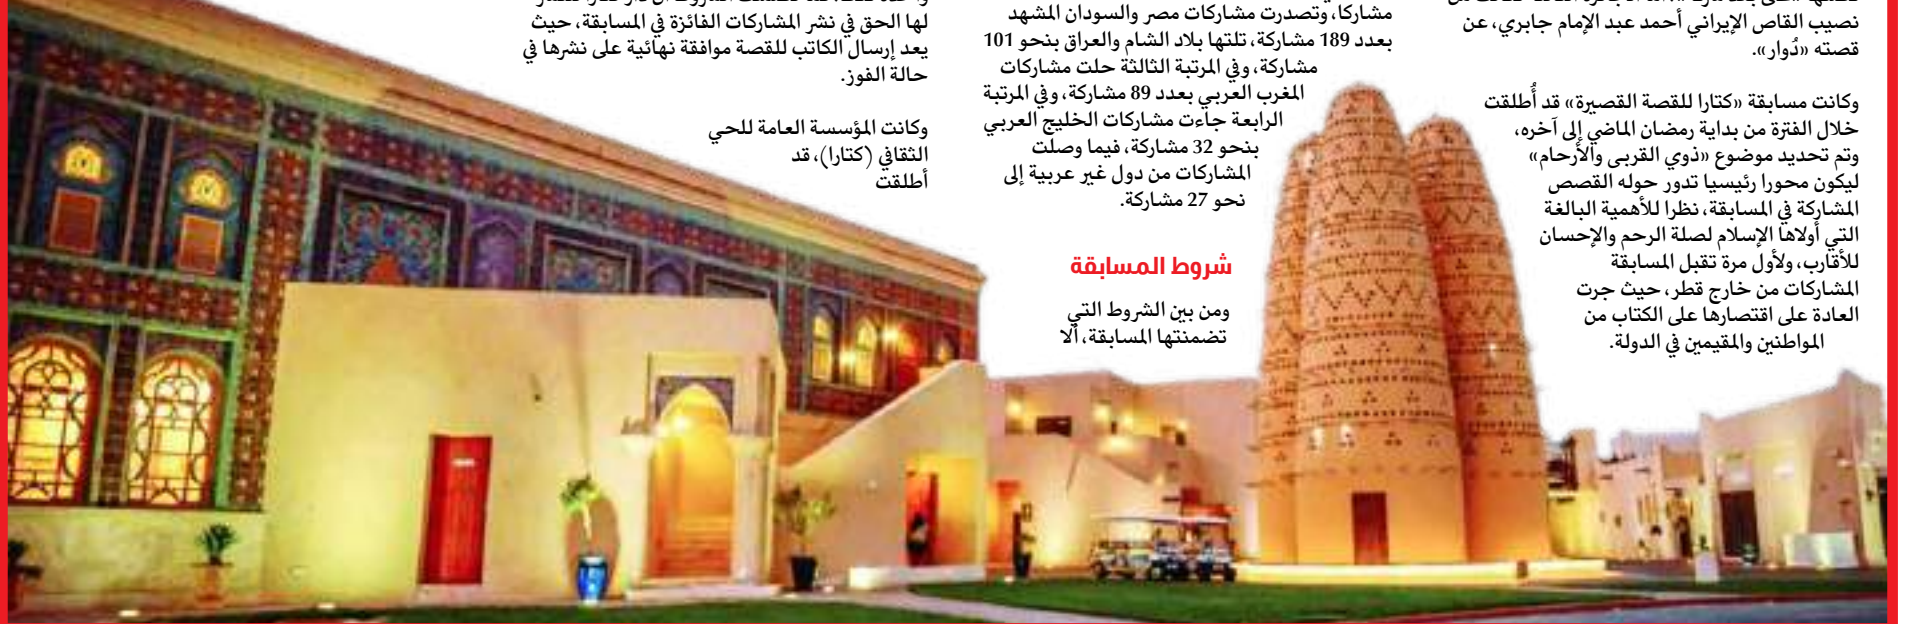 نصيب القاص الإيراني أحمد عبد الإمام جابري، عن
قصته «دُوار».
وكانت مسابقة «كتارا للقصة القصيرة» قد أُطلقت
خلال الفترة من بداية رمضان الماضي إلى آخره،
وتم تحديد موضوع «ذوي القربى والأرحام»
ليكون محورا رئيسيا تدور حوله القصص
المشاركة في المسابقة، نظرا للأهمية البالغة
التي أولاها الإسلام لصلة الرحم والإحسان
للأقارب، ولأول مرة تقبل المسابقة
المشاركات من خارج قطر، حيث جرت
العادة على اقتصارها على الكتاب من
المواطنين والمقيمين في الدولة.
مشاركا، وتصدرت مشاركات مصر والسودان المشهد
بعدد 189 مشاركة، تلتها بلاد الشام والعراق بنحو 101
مشاركة، وفي المرتبة الثالثة حلت مشاركات
المغرب العربي بعدد 89 مشاركة، وفي المرتبة
الرابعة جاءت مشاركات الخليج العربي
بنحو 32 مشاركة، فيما وصلت
المشاركات من دول غير عربية إلى
نحو 27 مشاركة.
شروط المسابقة
ومن بين الشروط التي
تضمنتها المسابقة، ألا
لها الحق في نشر المشاركات الفائزة في المسابقة، حيث
يعد إرسال الكاتب للقصة موافقة نهائية على نشرها في
حالة الفوز.
وكانت المؤسسة العامة للحي
الثقافي (كتارا)، قد
أطلقت